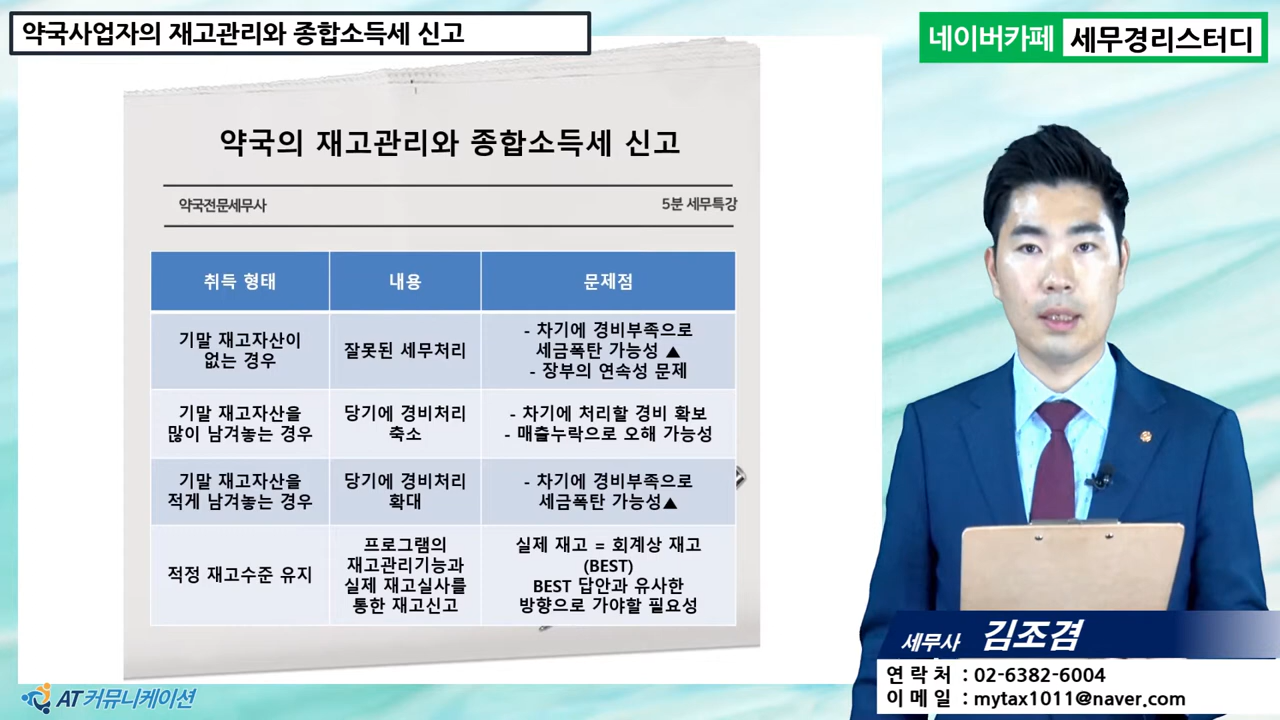 약국사업자의 재고관리와 종합소득세 신고
네이버카페 세무경리스터디
약국의 재고관리와 종합소득세 신고
약국전문세무사
5분 세무특강
취득 형태
내용
문제점
기말 재고자산이
없는 경우
잘못된 세무처리
- 차기에 경비부족으로
세금폭탄 가능성 ▲
- 장부의 연속성 문제
기말 재고자산을
많이 남겨놓는 경우
당기에 경비처리
축소
- 차기에 처리할 경비 확보
- 매출누락으로 오해 가능성
기말 재고자산을
적게 남겨놓는 경우
당기에 경비처리
확대
- 차기에 경비부족으로
세금폭탄 가능성▲
적정 재고수준 유지
프로그램의
재고관리기능과
실제 재고실사를
통한 재고신고
실제 재고 = 회계상 재고
(BEST)
BEST 답안과 유사한
방향으로 가야할 필요성
세무사 김조겸
연 락 처 : 02-6382-6004
이 메 일 : mytax1011@naver.com
AT커뮤니케이션